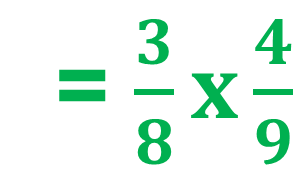 = 3/8 x 4/9